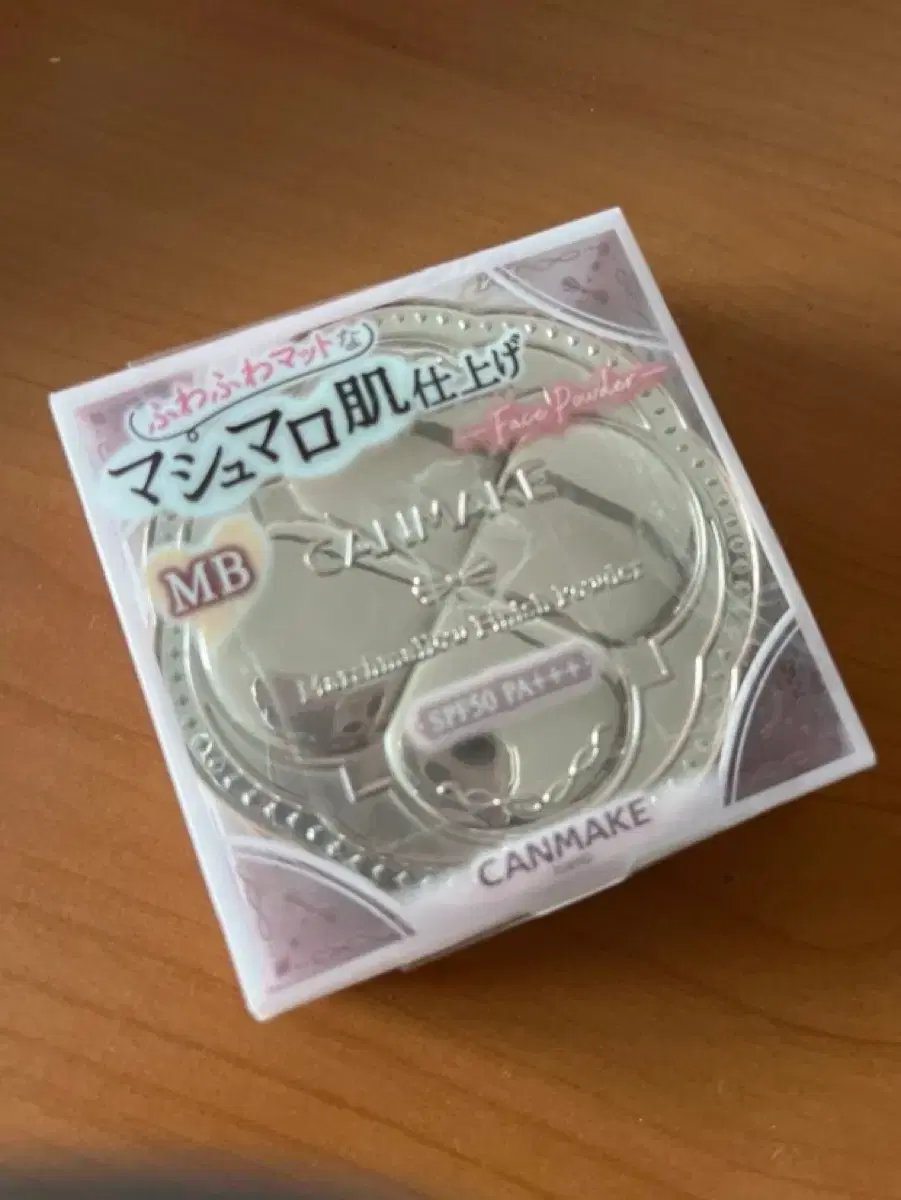 ふわふわマットな
マシュマロ肌仕上げ
Face Powder
MB
CANMAKE
Marshmallow Finish Powder
SPF50 PA+++
CANMAKE